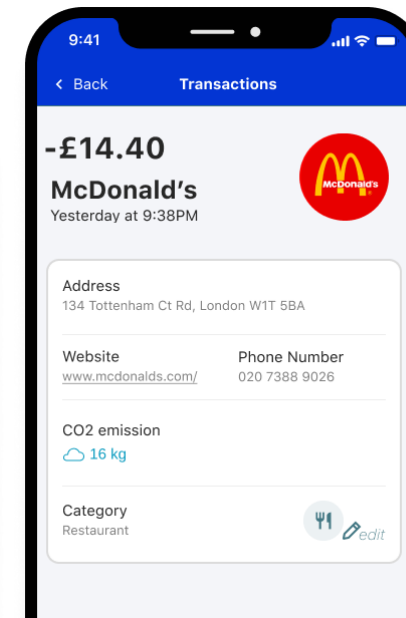 9:41
Back
Transactions
-£14.40
McDonald's
Yesterday at 9:38PM
McDonald's
Address
134 Tottenham Ct Rd, London W1T 5BA
Website
www.mcdonalds.com/
Phone Number
020 7388 9026
CO2 emission
16 kg
Category
Restaurant
edit